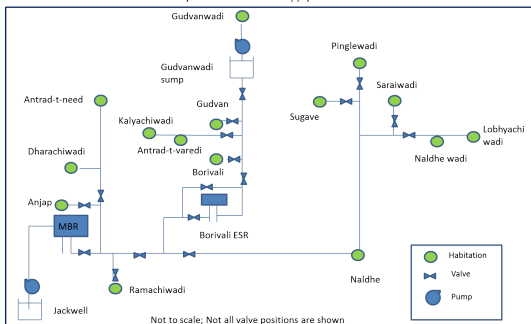 Gudvanwadi
Pinglewadi
Gudvanwadi
sump
Saraiwadi
Antrad-t-need
Gudvan
Sugave
Kalyachiwadi
Lobhyachi
wadi
Antrad-t-varedi
Naldhe wadi
Dharachiwadi
Borivali
Anjap
MBR
Borivali ESR
Habitation
Valve
Naldhe
Ramachiwadi
Pump
Jackwell
Not to scale; Not all valve positions are shown